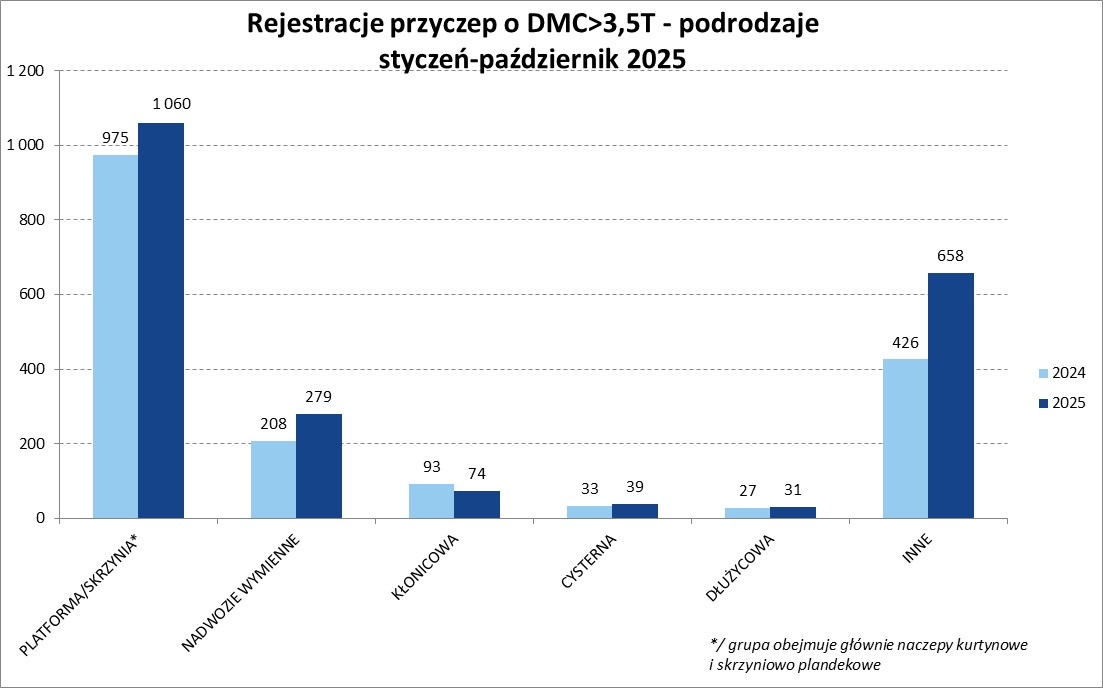 Rejestracje przyczep o DMC>3,5T - podrodzaje
styczeń-październik 2025
1 200
1 000
800
600
400
200
0
975
1 060
208
279
93
74
33
39
27
31
426
658
2024
2025
PLATFORMA/SKRZYNIA*
NADWOZIE WYMIENNE
KŁONICOWA
CYSTERNA
DŁUŻYCOWA
INNE
*/ grupa obejmuje głównie naczepy kurtynowe
i skrzyniowo plandekowe